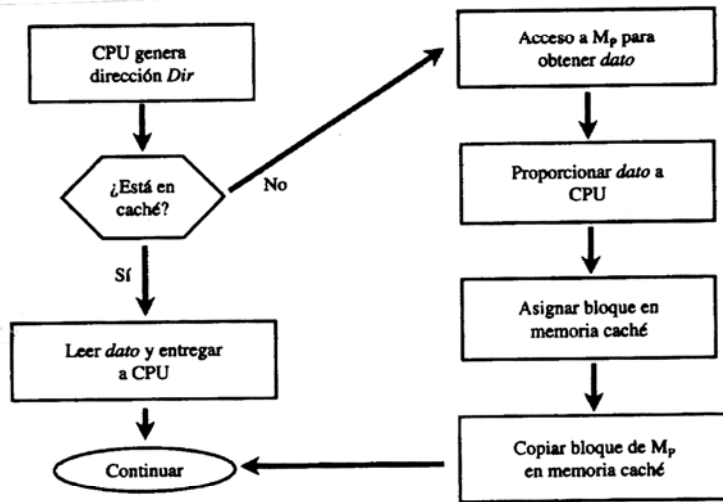 CPU genera
dirección Dir
¿Está en
caché?
No
Sí
Leer dato y entregar
a CPU
Continuar
Acceso a Mₚ para
obtener dato
Proporcionar dato a
CPU
Asignar bloque en
memoria caché
Copiar bloque de Mₚ
en memoria caché